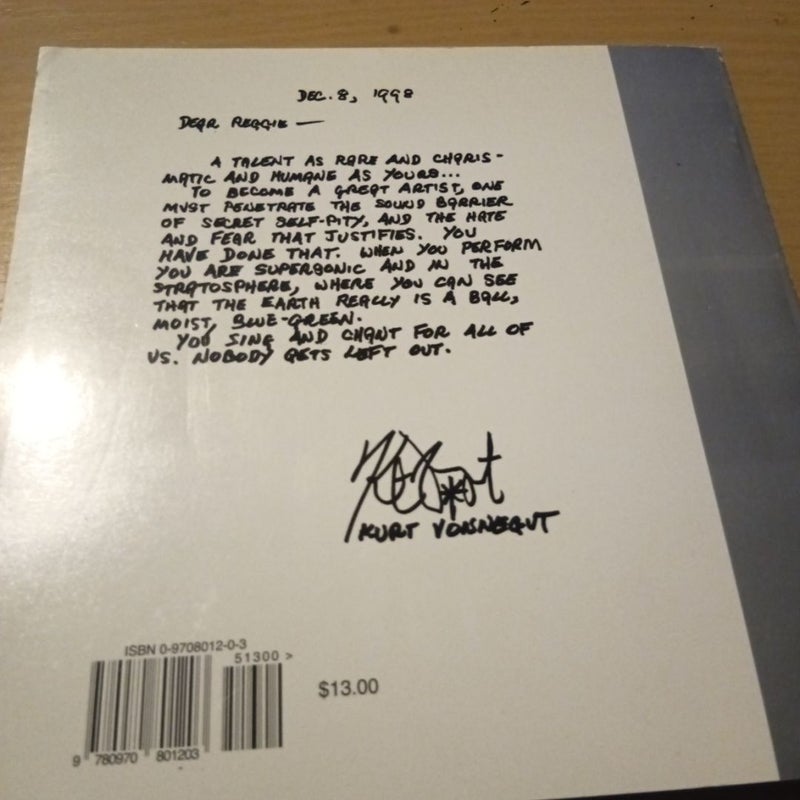 DEC. 8, 1998
DEAR REGGIE —
A TALENT AS RARE AND CHARIS-
MATIC AND HUMANE AS YOURS...
TO BECOME A GREAT ARTIST, ONE
MUST PENETRATE THE SOUND BARRIER
OF SECRET SELF-PITY, AND THE HATE
AND FEAR THAT JUSTIFIES. YOU
HAVE DONE THAT. WHEN YOU PERFORM
YOU ARE SUPERSONIC AND IN THE
STRATOSPHERE, WHERE YOU CAN SEE
THAT THE EARTH REALLY IS A BALL,
MOIST, BLUE-GREEN.
YOU SING AND CHANT FOR ALL OF
US. NOBODY GETS LEFT OUT.
KURT VONNEGUT
ISBN 0-9708012-0-3
51300 >
$13.00
9 780970 801203